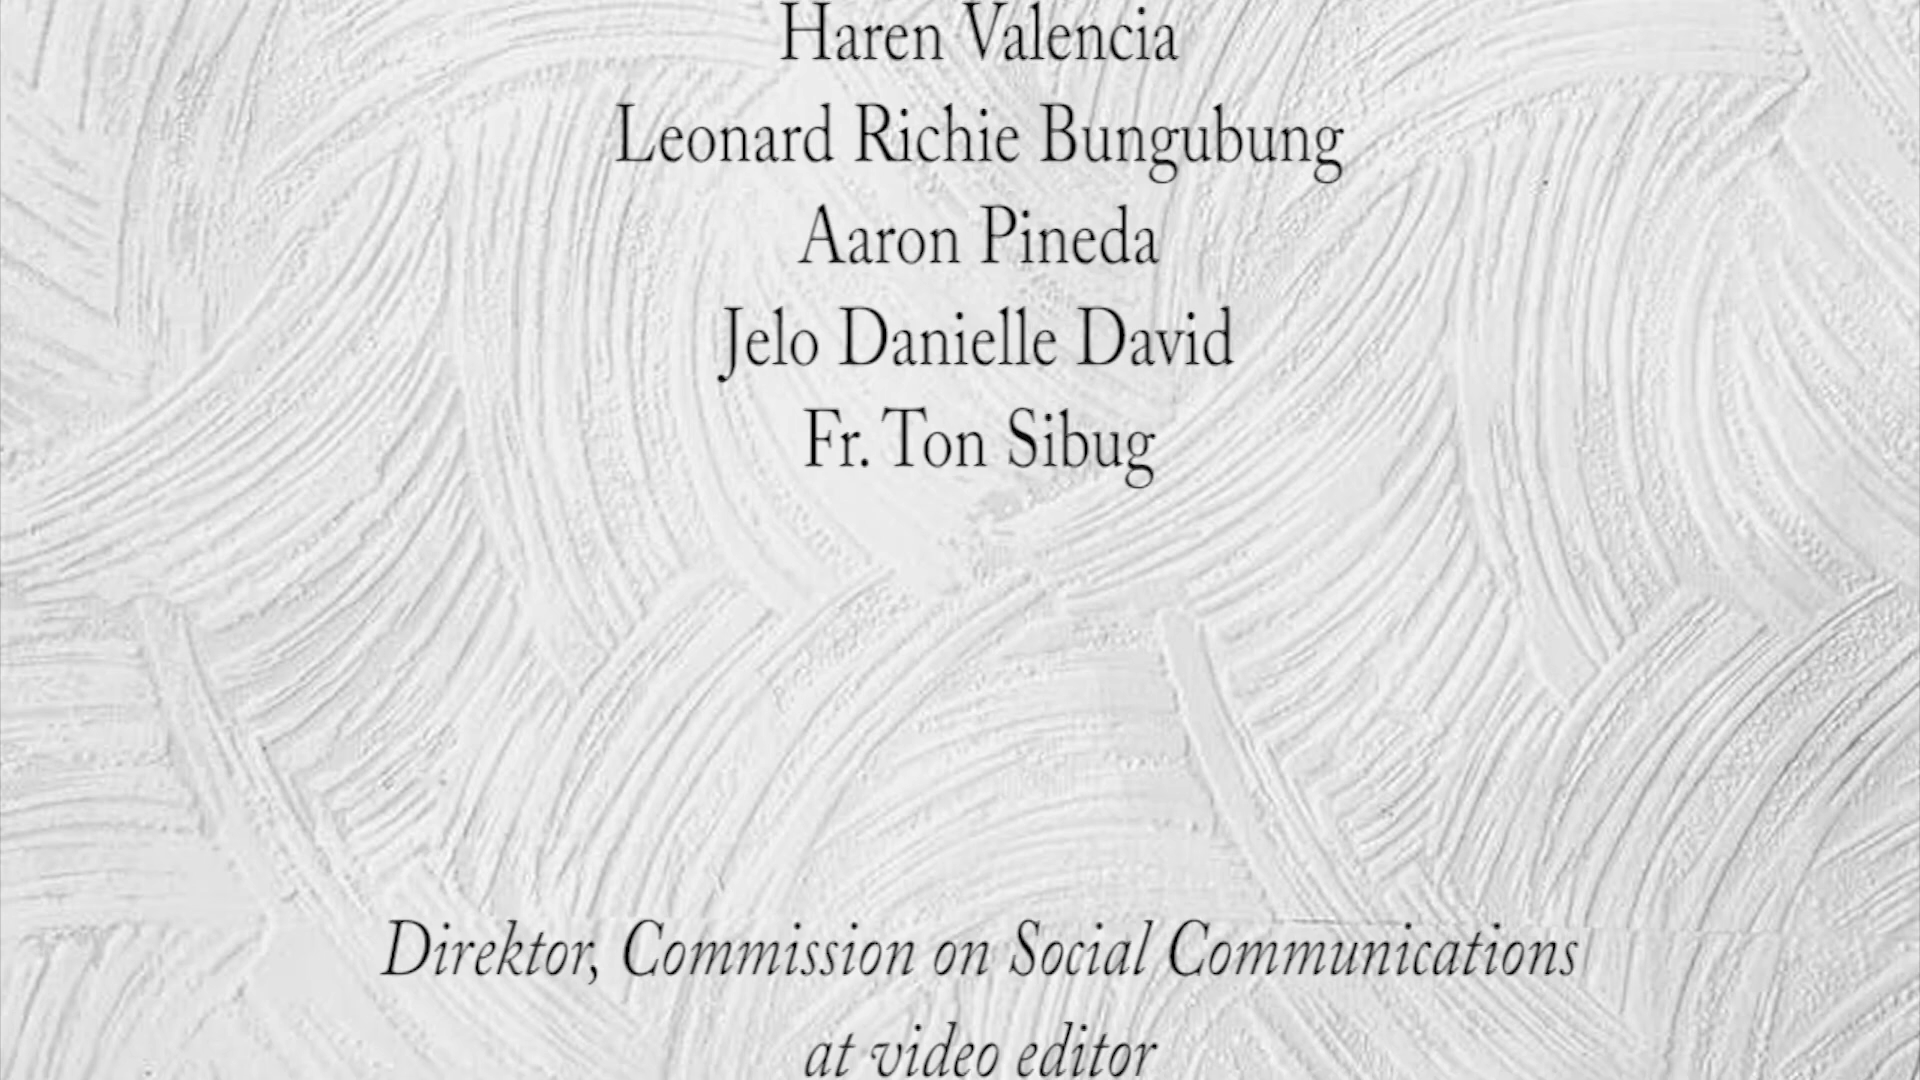 Haren Valencia
Leonard Richie Bungubung
Aaron Pineda
Jelo Danielle David
Fr. Ton Sibug
Direktor, Commission on Social Communications
at video editor